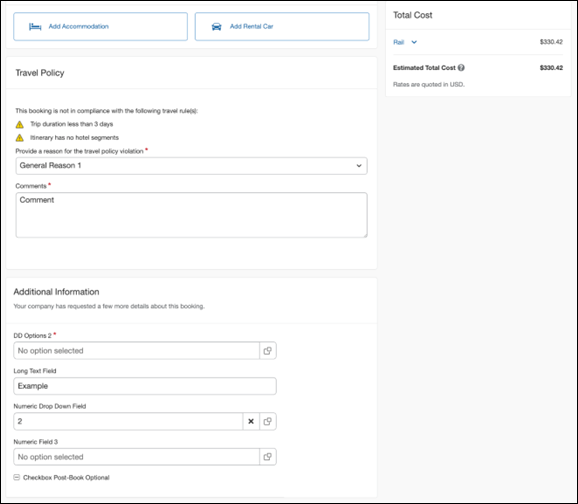 Add Accommodation
Add Rental Car
Travel Policy
This booking is not in compliance with the following travel rule(s):
Trip duration less than 3 days
Itinerary has no hotel segments
Provide a reason for the travel policy violation *
General Reason 1
Comments *
Comment
Additional Information
Your company has requested a few more details about this booking.
DD Options 2 *
No option selected
Long Text Field
Example
Numeric Drop Down Field
2
Numeric Field 3
No option selected
Checkbox Post-Book Optional
Total Cost
Rail $330.42
Estimated Total Cost $330.42
Rates are quoted in USD.